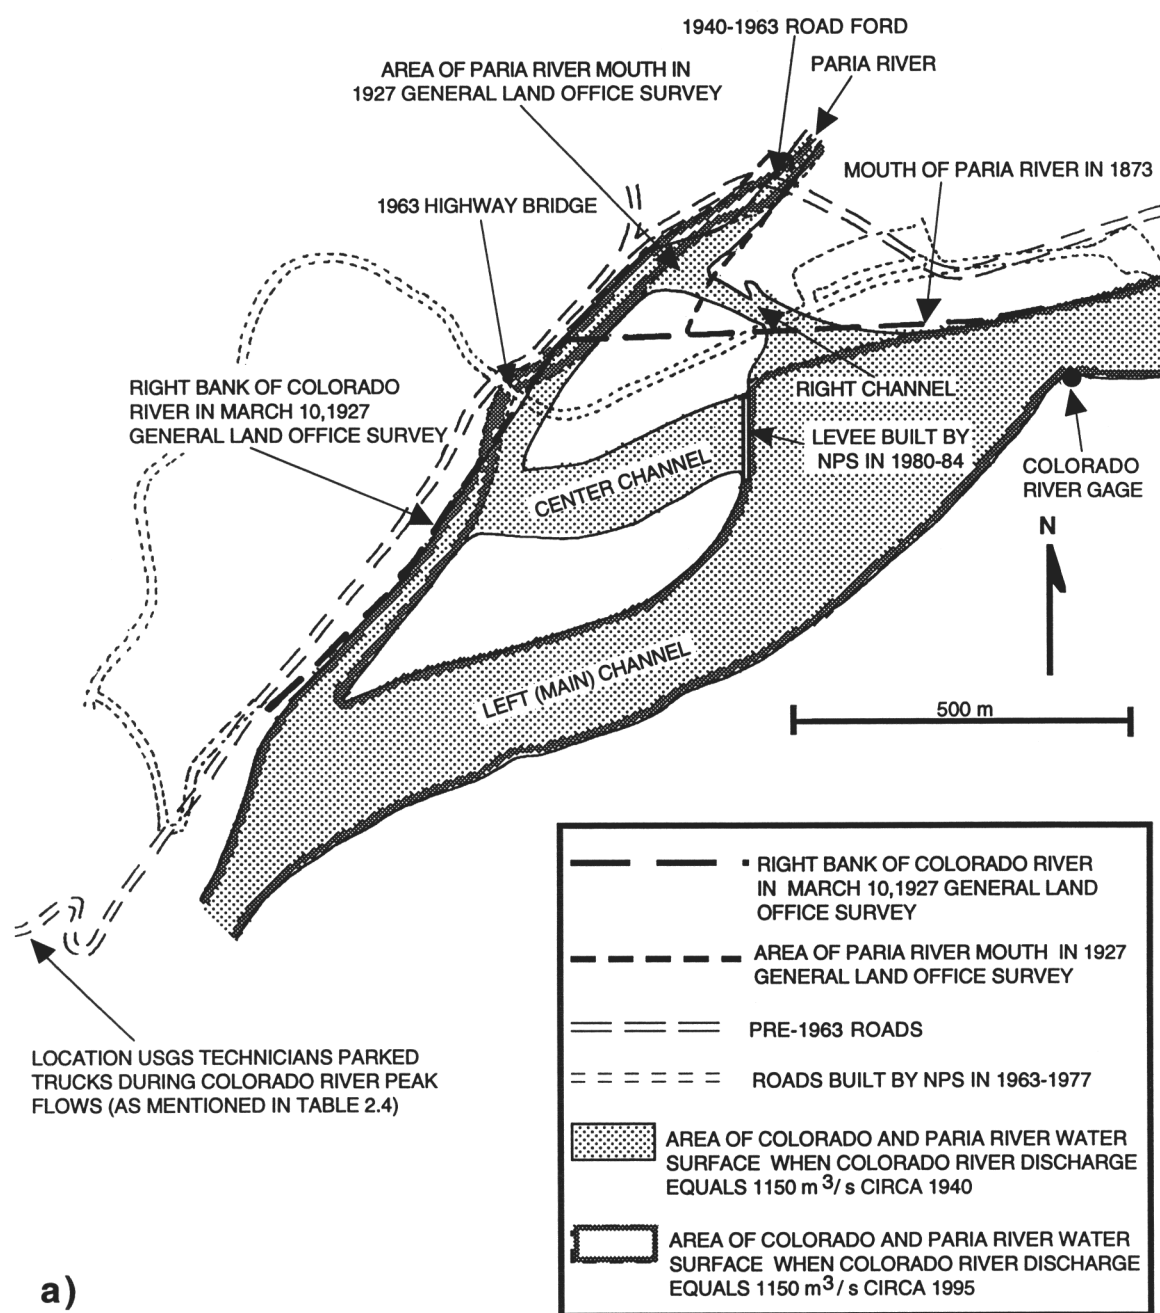 1940-1963 ROAD FORD
AREA OF PARIA RIVER MOUTH IN
1927 GENERAL LAND OFFICE SURVEY
PARIA RIVER
MOUTH OF PARIA RIVER IN 1873
1963 HIGHWAY BRIDGE
RIGHT BANK OF COLORADO
RIVER IN MARCH 10,1927
GENERAL LAND OFFICE SURVEY
RIGHT CHANNEL
LEVEE BUILT BY
NPS IN 1980-84
CENTER CHANNEL
COLORADO
RIVER GAGE
N
LEFT (MAIN) CHANNEL
500 m
RIGHT BANK OF COLORADO RIVER
IN MARCH 10,1927 GENERAL LAND
OFFICE SURVEY
AREA OF PARIA RIVER MOUTH IN 1927
GENERAL LAND OFFICE SURVEY
PRE-1963 ROADS
ROADS BUILT BY NPS IN 1963-1977
AREA OF COLORADO AND PARIA RIVER WATER
SURFACE WHEN COLORADO RIVER DISCHARGE
EQUALS 1150 m³/ s CIRCA 1940
AREA OF COLORADO AND PARIA RIVER WATER
SURFACE WHEN COLORADO RIVER DISCHARGE
EQUALS 1150 m³/ s CIRCA 1995
LOCATION USGS TECHNICIANS PARKED
TRUCKS DURING COLORADO RIVER PEAK
FLOWS (AS MENTIONED IN TABLE 2.4)
a)